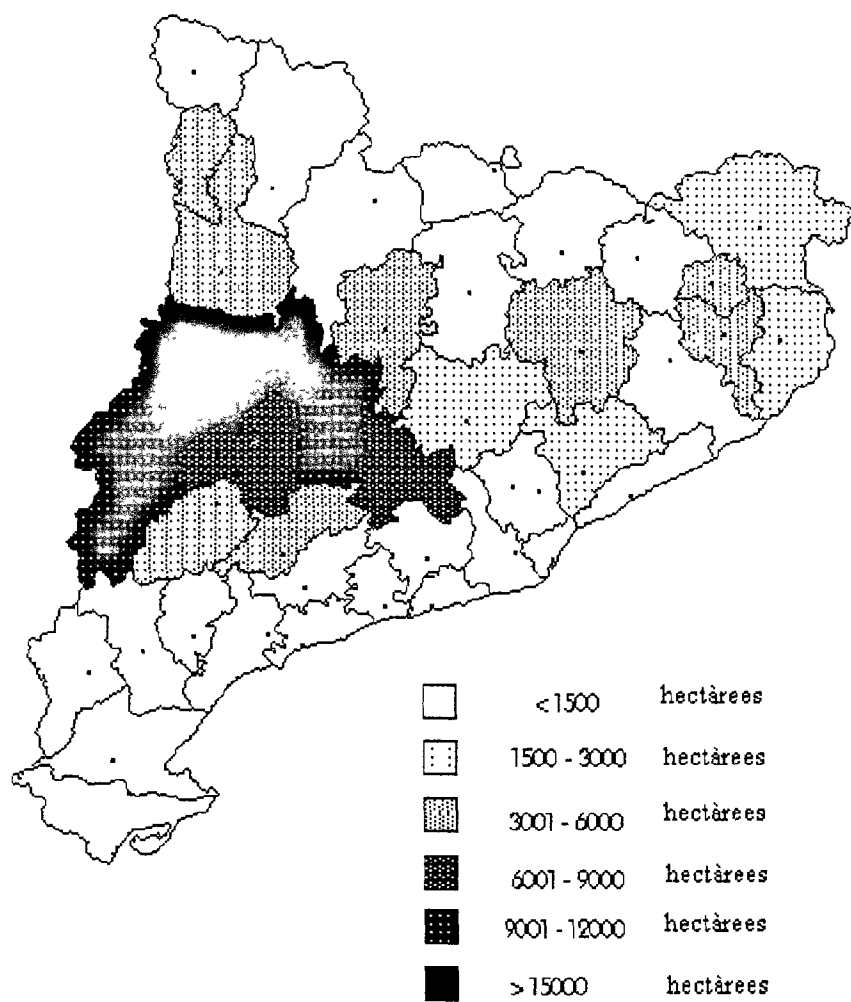 <1500 hectàrees
1500 - 3000 hectàrees
3001 - 6000 hectàrees
6001 - 9000 hectàrees
9001 - 12000 hectàrees
>15000 hectàrees